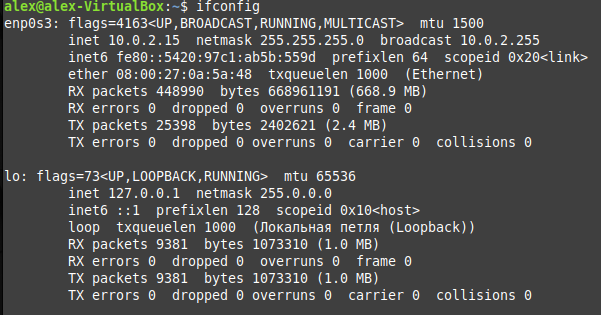 alex@alex-VirtualBox:~$ ifconfig
enp0s3: flags=4163<UP,BROADCAST,RUNNING,MULTICAST>  mtu 1500
        inet 10.0.2.15  netmask 255.255.255.0  broadcast 10.0.2.255
        inet6 fe80::5420:97c1:ab5b:559d  prefixlen 64  scopeid 0x20<link>
        ether 08:00:27:0a:5a:48  txqueuelen 1000  (Ethernet)
        RX packets 448990  bytes 668961191 (668.9 MB)
        RX errors 0  dropped 0  overruns 0  frame 0
        TX packets 25398  bytes 2402621 (2.4 MB)
        TX errors 0  dropped 0 overruns 0  carrier 0  collisions 0

lo: flags=73<UP,LOOPBACK,RUNNING>  mtu 65536
        inet 127.0.0.1  netmask 255.0.0.0
        inet6 ::1  prefixlen 128  scopeid 0x10<host>
        loop  txqueuelen 1000  (Локальная петля (Loopback))
        RX packets 9381  bytes 1073310 (1.0 MB)
        RX errors 0  dropped 0  overruns 0  frame 0
        TX packets 9381  bytes 1073310 (1.0 MB)
        TX errors 0  dropped 0 overruns 0  carrier 0  collisions 0